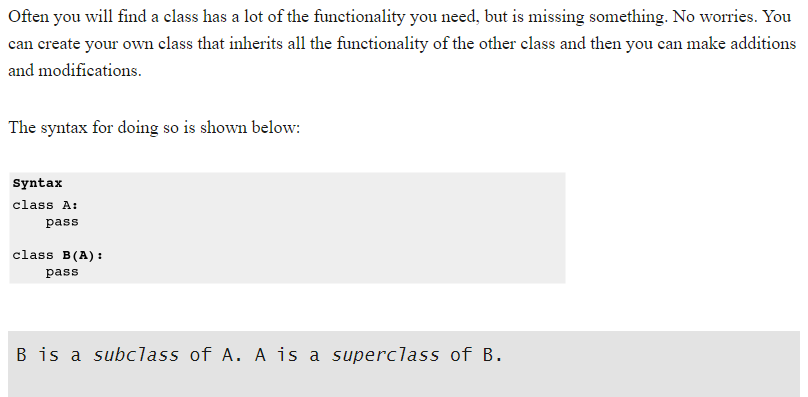 Often you will find a class has a lot of the functionality you need, but is missing something. No worries. You
can create your own class that inherits all the functionality of the other class and then you can make additions
and modifications.
The syntax for doing so is shown below:
Syntax
class A:
    pass
class B(A):
    pass
B is a subclass of A. A is a superclass of B.